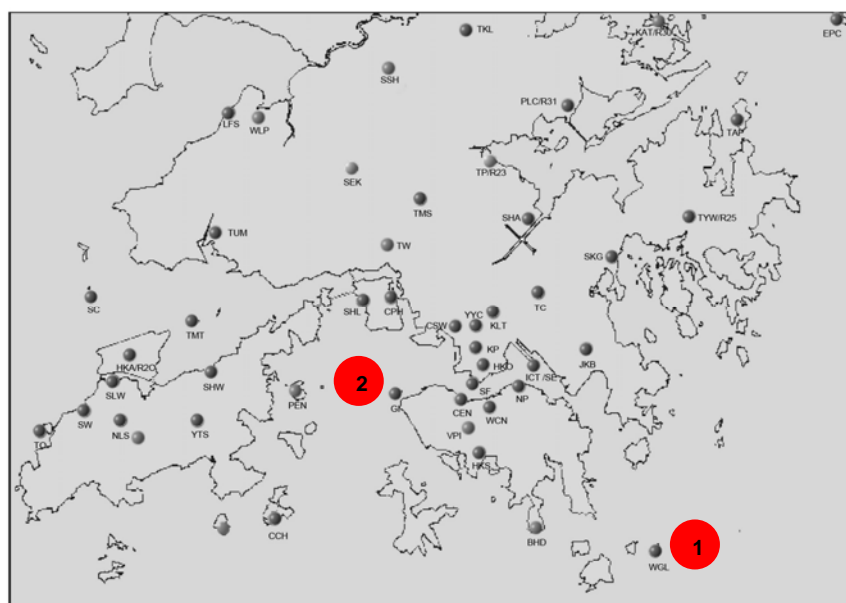 TKL
KAT/R30
EPC
SSH
PLC/R31
LFS
WLP
TAP
TP/R23
SEK
TMS
SHA
TYW/R25
TUM
TW
SKG
SC
SHL
CPH
TC
YYC
KLT
CSW
TMT
KP
JKB
HKA/R2O
SHW
HKO
ICT /SE
SLW
PEN
2
GI
SF
NP
SW
CEN
WCN
TO
NLS
YTS
VPI
HKS
CCH
BHD
1
WGL